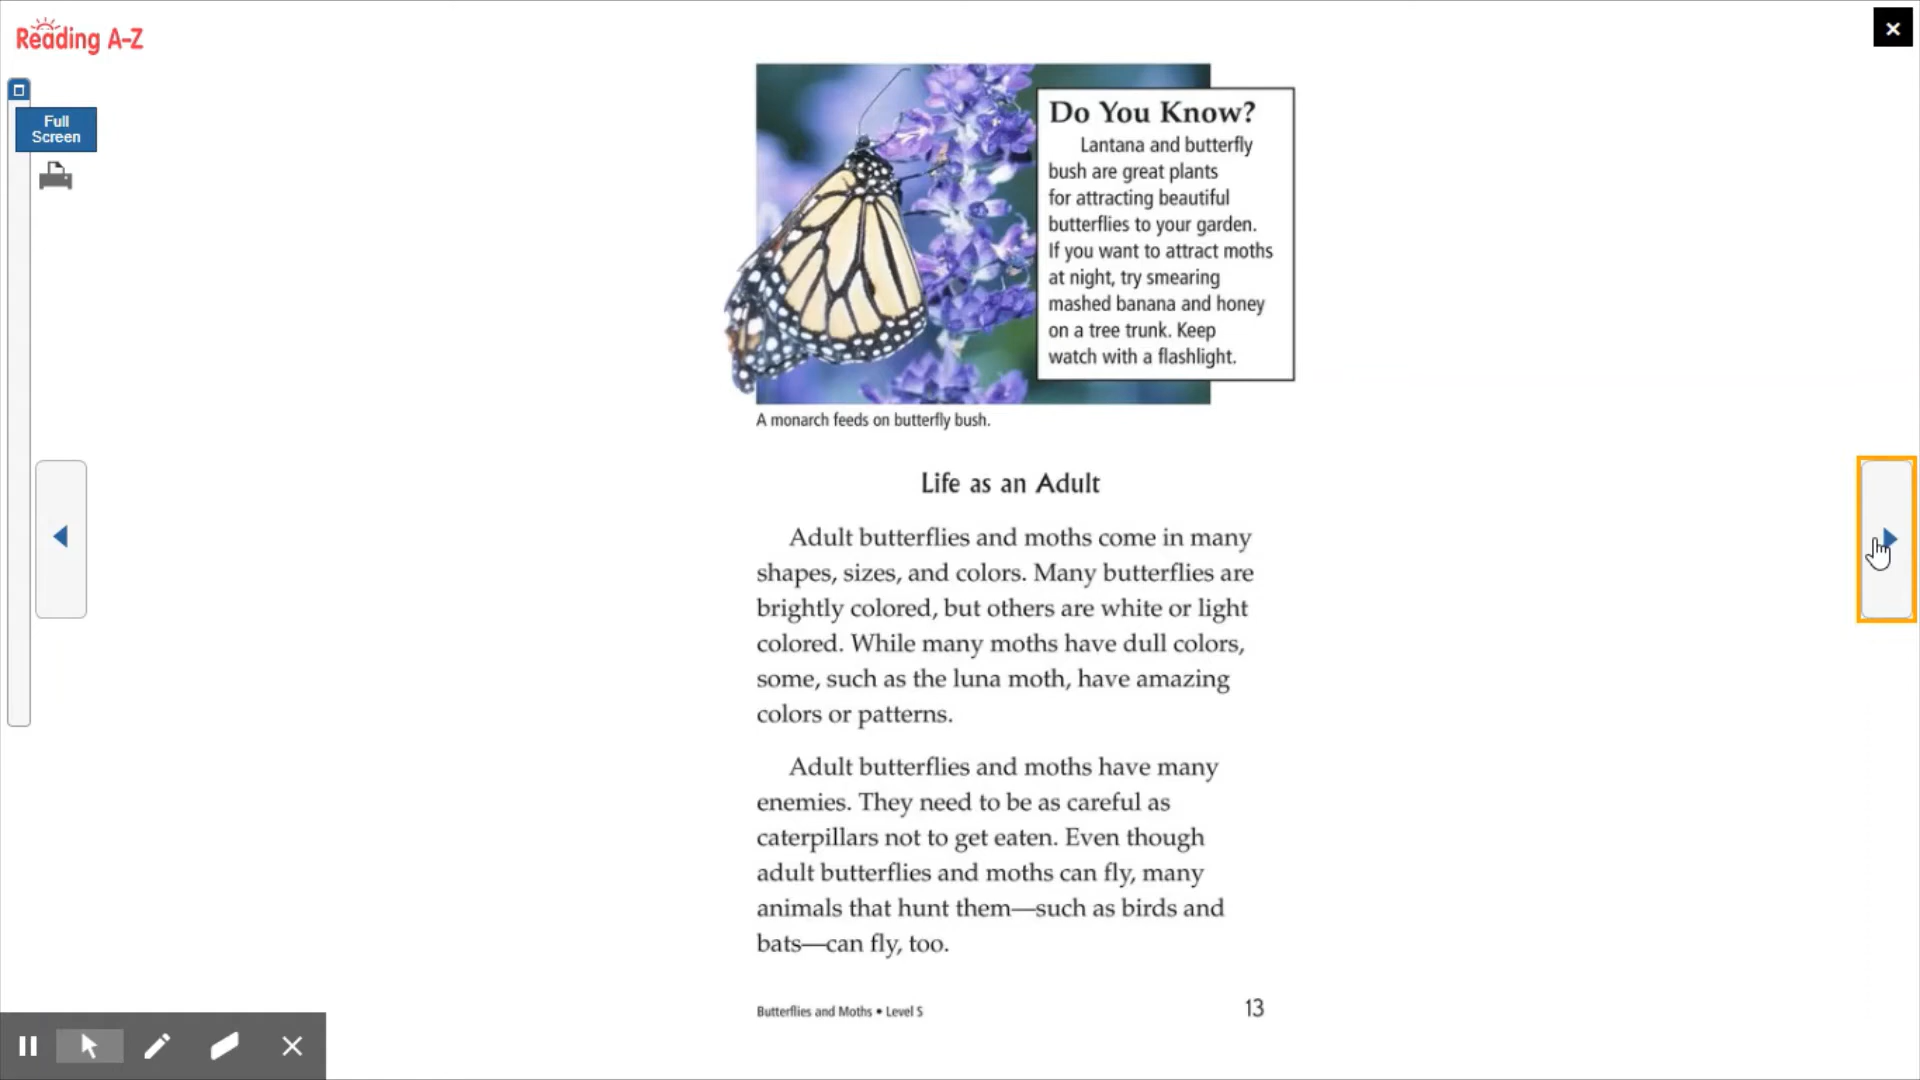 Reading A-Z
Full
Screen
Do You Know?
Lantana and butterfly
bush are great plants
for attracting beautiful
butterflies to your garden.
If you want to attract moths
at night, try smearing
mashed banana and honey
on a tree trunk. Keep
watch with a flashlight.
A monarch feeds on butterfly bush.
Life as an Adult
Adult butterflies and moths come in many
shapes, sizes, and colors. Many butterflies are
brightly colored, but others are white or light
colored. While many moths have dull colors,
some, such as the luna moth, have amazing
colors or patterns.
Adult butterflies and moths have many
enemies. They need to be as careful as
caterpillars not to get eaten. Even though
adult butterflies and moths can fly, many
animals that hunt them—such as birds and
bats—can fly, too.
Butterflies and Moths • Level S
13